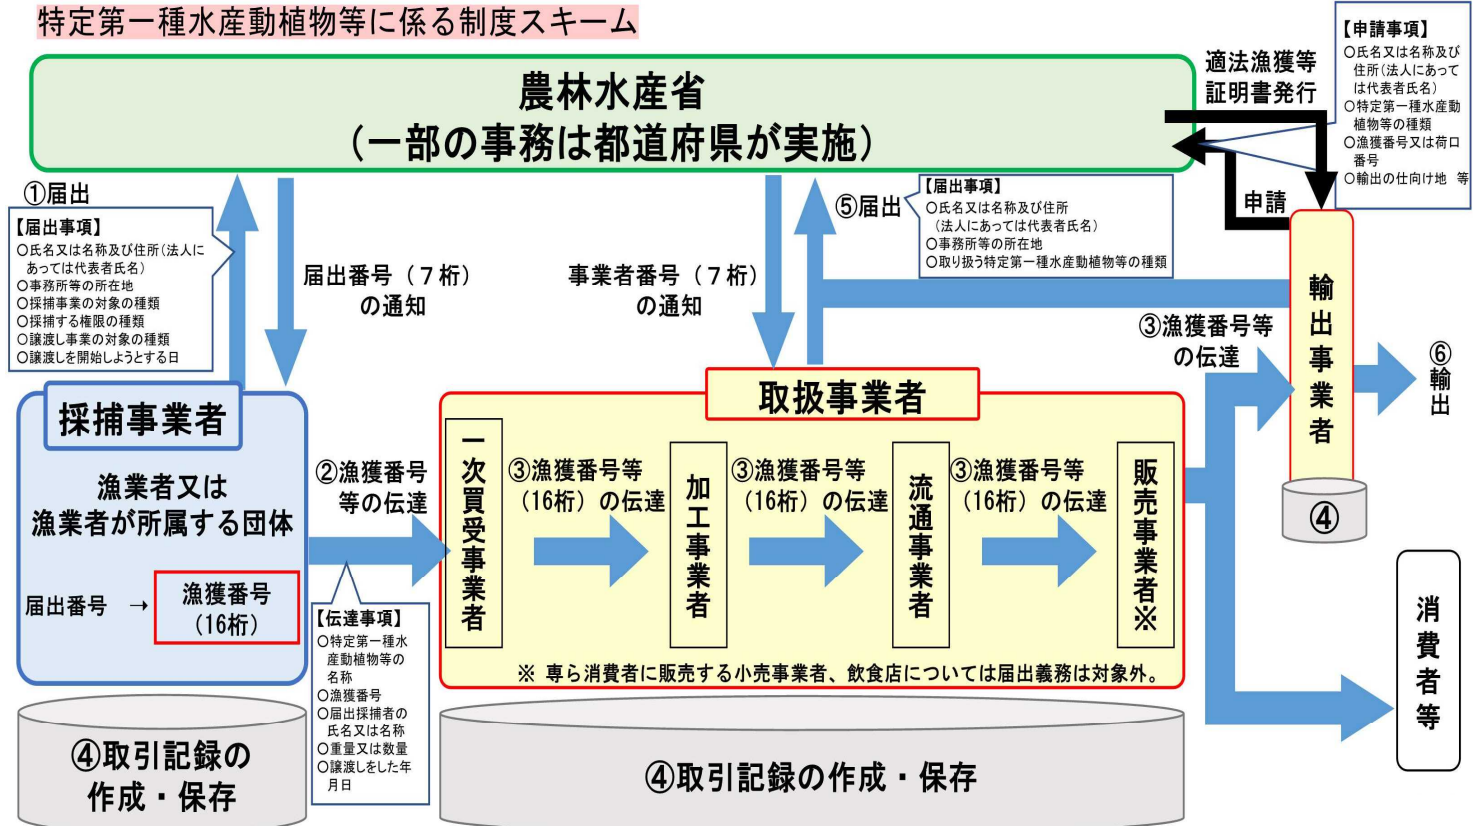 特定第一種水産動植物等に係る制度スキーム
農林水産省
（一部の事務は都道府県が実施）
適法漁獲等
証明書発行
申請
【申請事項】
○氏名又は名称及び
住所（法人にあって
は代表者氏名）
○特定第一種水産動
植物等の種類
○漁獲番号又は荷口
番号
○輸出の仕向け地　等
①届出
【届出事項】
○氏名又は名称及び住所（法人に
あっては代表者氏名）
○事務所等の所在地
○採捕事業の対象の種類
○採捕する権限の種類
○譲渡し事業の対象の種類
○譲渡しを開始しようとする日
届出番号（７桁）
の通知
事業者番号（７桁）
の通知
⑤届出
【届出事項】
○氏名又は名称及び住所
（法人にあっては代表者氏名）
○事務所等の所在地
○取り扱う特定第一種水産動植物等の種類
採捕事業者
漁業者又は
漁業者が所属する団体
届出番号　→
漁獲番号
（16桁）
②漁獲番号
等の伝達
【伝達事項】
○特定第一種水
産動植物等の
名称
○漁獲番号
○届出採捕者の
氏名又は名称
○重量又は数量
○譲渡しをした年
月日
取扱事業者
一次買受事業者
③漁獲番号等
（16桁）の伝達
加工事業者
③漁獲番号等
（16桁）の伝達
流通事業者
③漁獲番号等
（16桁）の伝達
販売事業者※
※ 専ら消費者に販売する小売事業者、飲食店については届出義務は対象外。
③漁獲番号等
の伝達
輸出事業者
④
⑥輸出
消費者等
④取引記録の
作成・保存
④取引記録の作成・保存